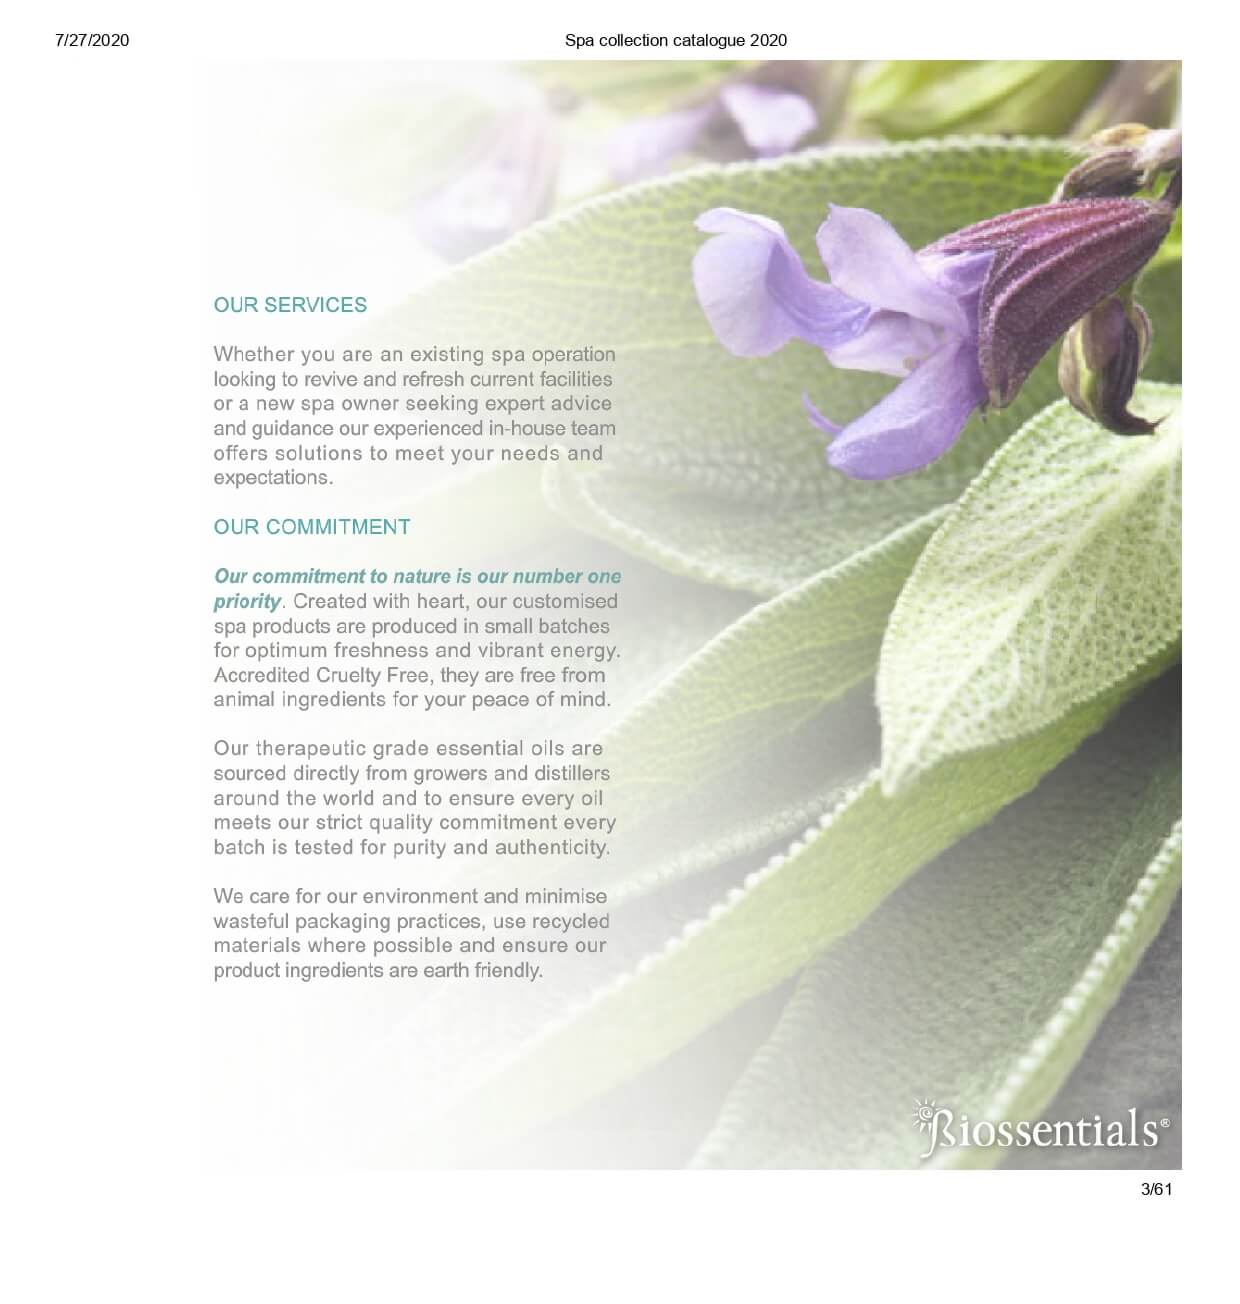 7/27/2020
Spa collection catalogue 2020
OUR SERVICES
Whether you are an existing spa operation
looking to revive and refresh current facilities
or a new spa owner seeking expert advice
and guidance our experienced in-house team
offers solutions to meet your needs and
expectations.
OUR COMMITMENT
Our commitment to nature is our number one
priority. Created with heart, our customised
spa products are produced in small batches
for optimum freshness and vibrant energy.
Accredited Cruelty Free, they are free from
animal ingredients for your peace of mind.
Our therapeutic grade essential oils are
sourced directly from growers and distillers
around the world and to ensure every oil
meets our strict quality commitment every
batch is tested for purity and authenticity.
We care for our environment and minimise
wasteful packaging practices, use recycled
materials where possible and ensure our
product ingredients are earth friendly.
Biossentials®
3/61